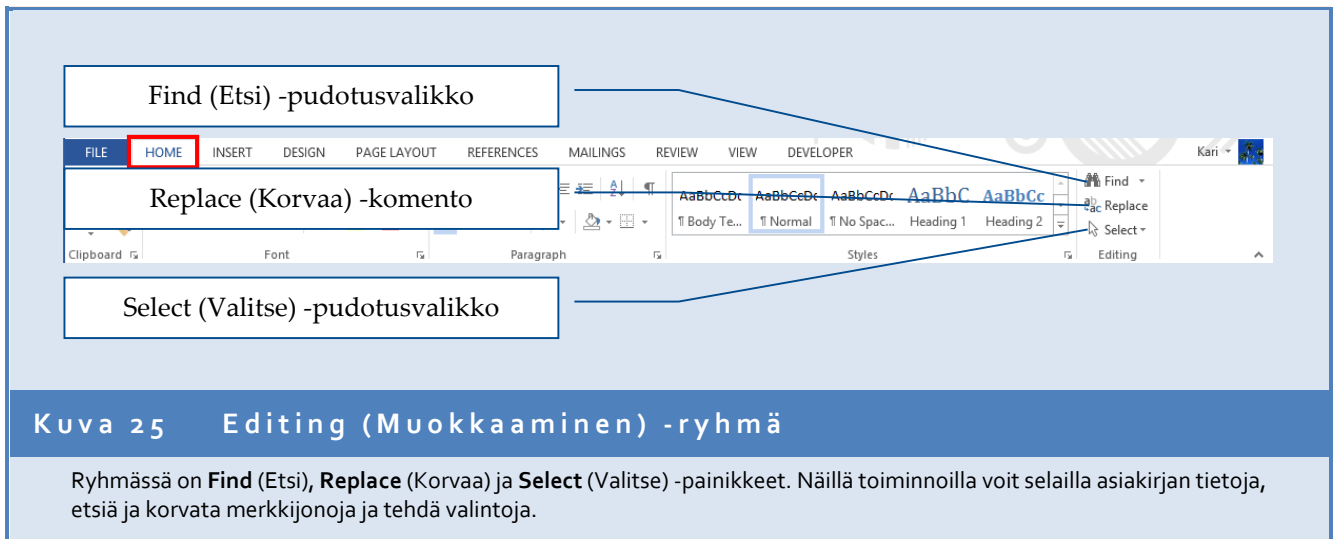 Find (Etsi) -pudotusvalikko
FILE HOME INSERT DESIGN PAGE LAYOUT REFERENCES MAILINGS REVIEW VIEW DEVELOPER Kari
Replace (Korvaa) -komento
AaBbCcDc AaBbCcDc AaBbCcDc AaBbC AaBbCc
¶ Body Te... ¶ Normal ¶ No Spac... Heading 1 Heading 2
Find
Replace
Select
Clipboard Font Paragraph Styles Editing
Select (Valitse) -pudotusvalikko
Kuva 25 Editing (Muokkaaminen) -ryhmä
Ryhmässä on Find (Etsi), Replace (Korvaa) ja Select (Valitse) -painikkeet. Näillä toiminnoilla voit selailla asiakirjan tietoja,
etsiä ja korvata merkkijonoja ja tehdä valintoja.